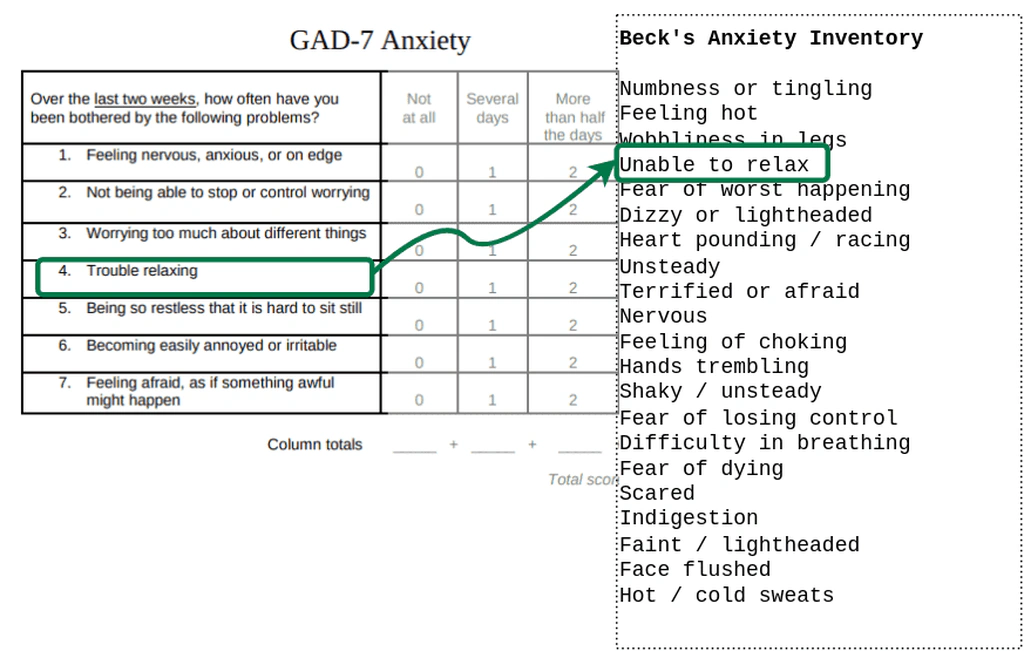 GAD-7 Anxiety
Over the last two weeks, how often have you
been bothered by the following problems?
Not
at all
Several
days
More
than half
the days
1. Feeling nervous, anxious, or on edge
0 1 2
2. Not being able to stop or control worrying
0 1 2
3. Worrying too much about different things
0 1 2
4. Trouble relaxing
0 1 2
5. Being so restless that it is hard to sit still
0 1 2
6. Becoming easily annoyed or irritable
0 1 2
7. Feeling afraid, as if something awful
might happen
0 1 2
Column totals _____ + _____ + _____
Total scor
Beck's Anxiety Inventory
Numbness or tingling
Feeling hot
Wobbliness in legs
Unable to relax
Fear of worst happening
Dizzy or lightheaded
Heart pounding / racing
Unsteady
Terrified or afraid
Nervous
Feeling of choking
Hands trembling
Shaky / unsteady
Fear of losing control
Difficulty in breathing
Fear of dying
Scared
Indigestion
Faint / lightheaded
Face flushed
Hot / cold sweats